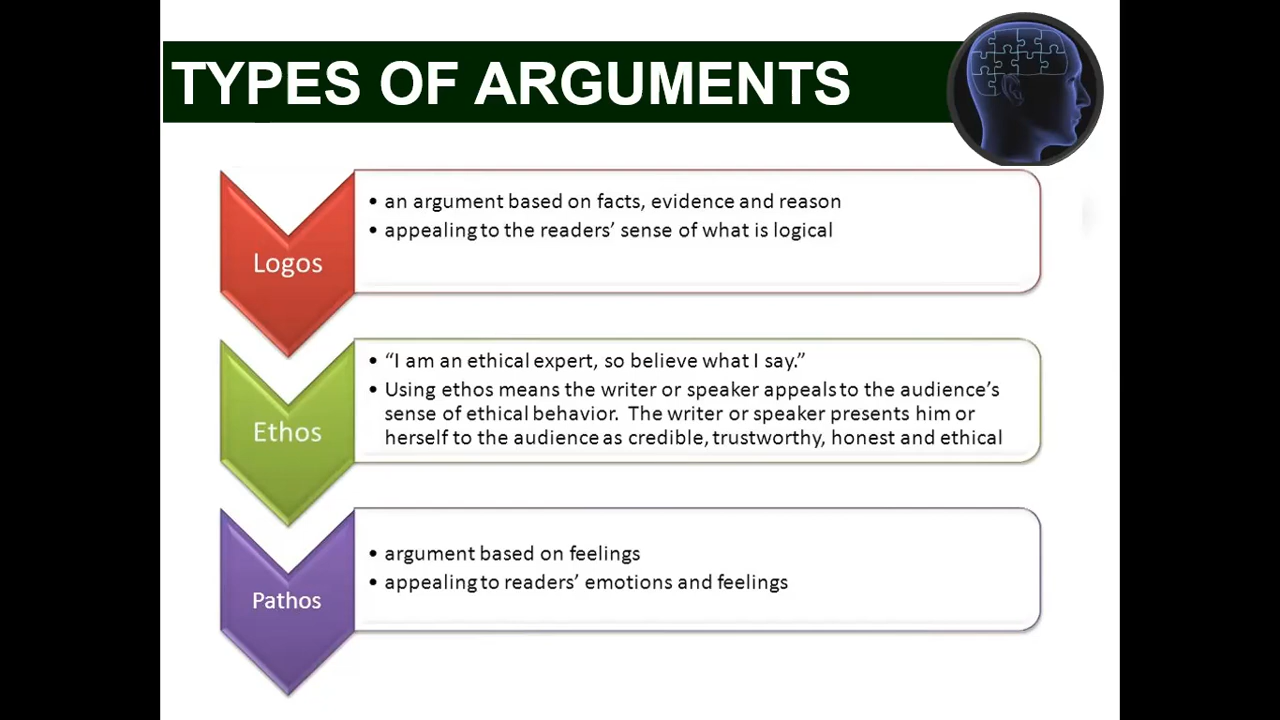 TYPES OF ARGUMENTS
Logos
• an argument based on facts, evidence and reason
• appealing to the readers’ sense of what is logical
Ethos
• “I am an ethical expert, so believe what I say.”
• Using ethos means the writer or speaker appeals to the audience’s
sense of ethical behavior.  The writer or speaker presents him or
herself to the audience as credible, trustworthy, honest and ethical
Pathos
• argument based on feelings
• appealing to readers’ emotions and feelings